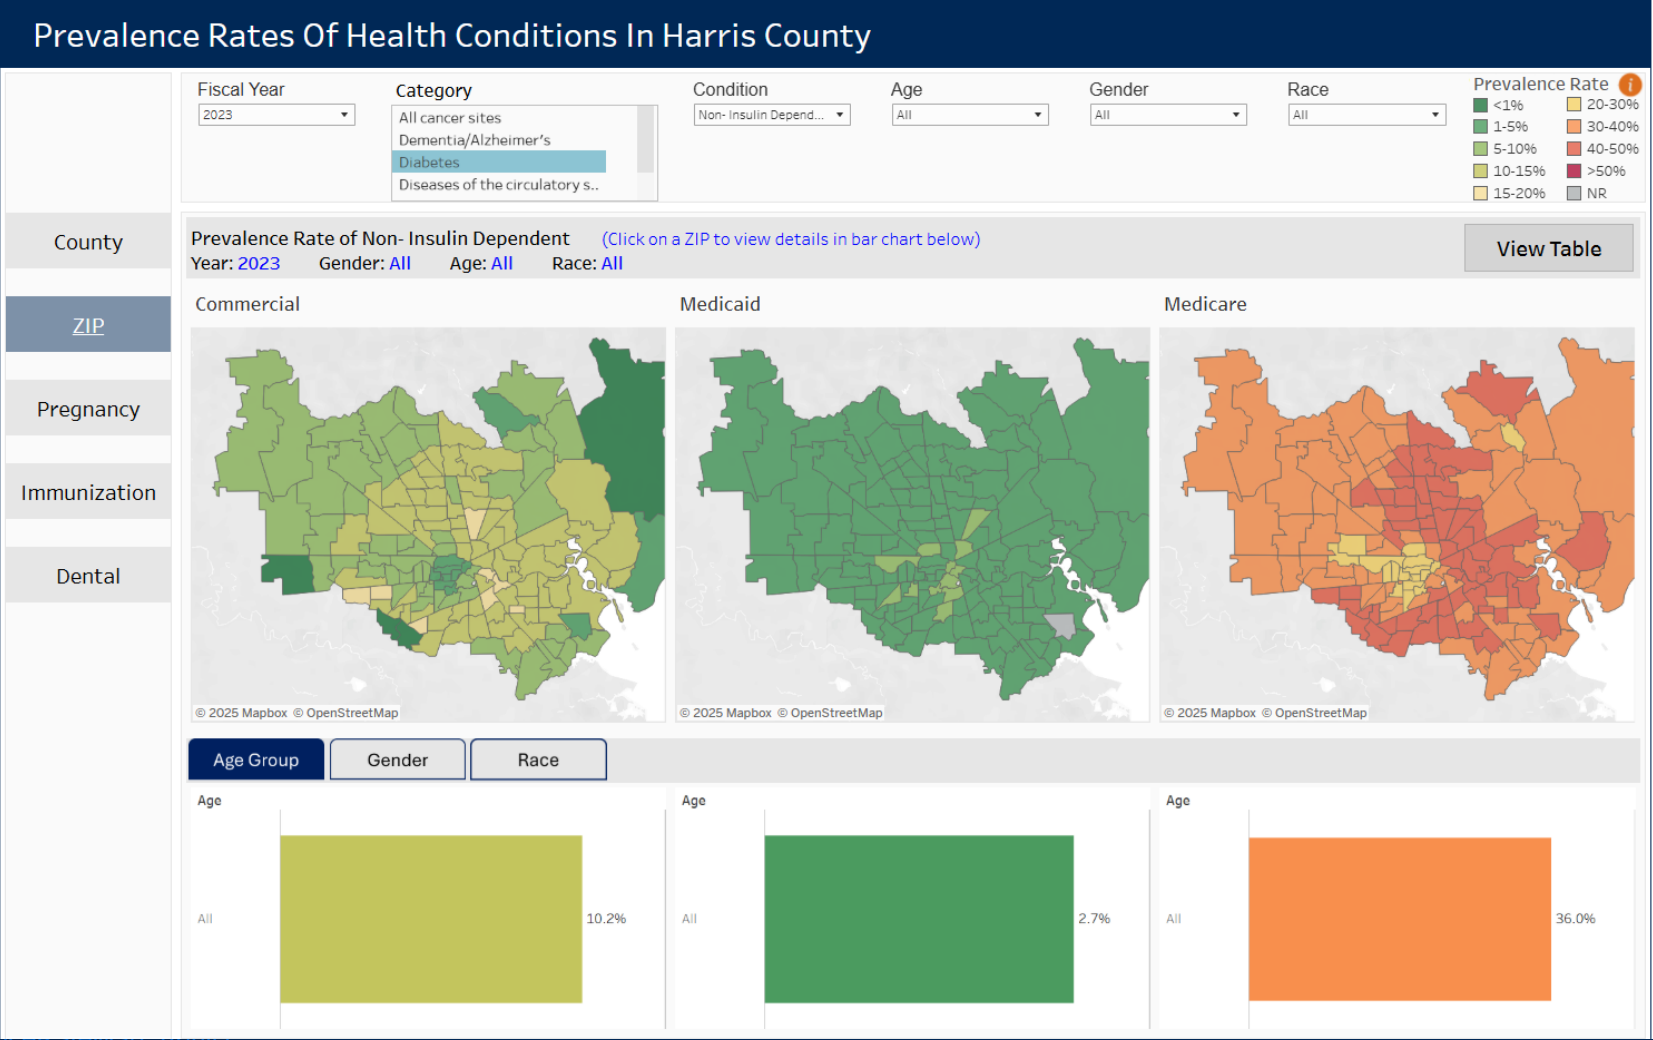 Prevalence Rates Of Health Conditions In Harris County
Fiscal Year
2023
Category
All cancer sites
Dementia/Alzheimer's
Diabetes
Diseases of the circulatory s..
Condition
Non- Insulin Depend...
Age
All
Gender
All
Race
All
Prevalence Rate i
<1% 20-30%
1-5% 30-40%
5-10% 40-50%
10-15% >50%
15-20% NR
County
ZIP
Pregnancy
Immunization
Dental
Prevalence Rate of Non- Insulin Dependent (Click on a ZIP to view details in bar chart below)
Year: 2023 Gender: All Age: All Race: All
View Table
Commercial
Medicaid
Medicare
© 2025 Mapbox © OpenStreetMap
© 2025 Mapbox © OpenStreetMap
© 2025 Mapbox © OpenStreetMap
Age Group
Gender
Race
Age
All
10.2%
Age
All
2.7%
Age
All
36.0%